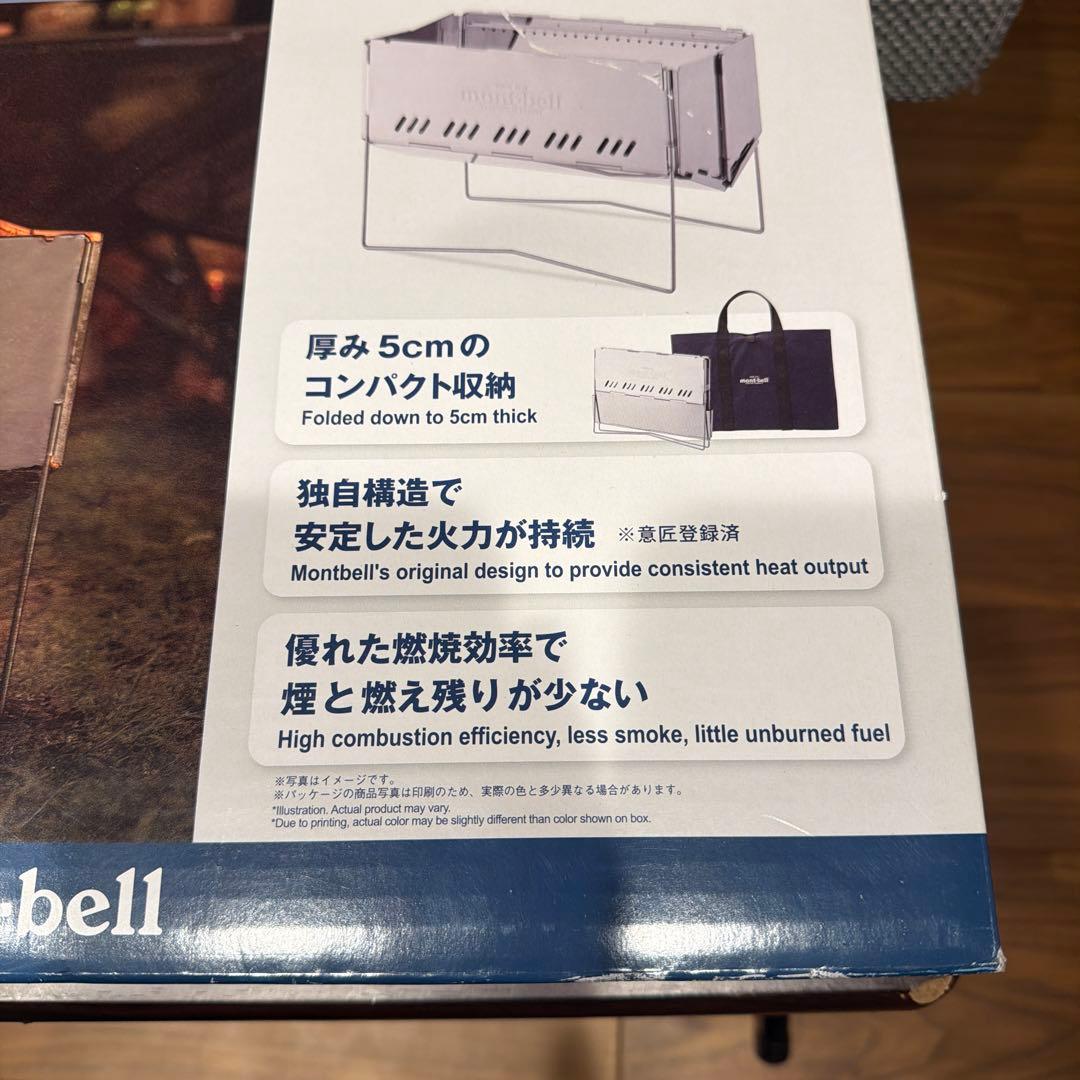 mont-bell
厚み5cmの
コンパクト収納
Folded down to 5cm thick
mont-bell
独自構造で
安定した火力が持続 ※意匠登録済
Montbell's original design to provide consistent heat output
優れた燃焼効率で
煙と燃え残りが少ない
High combustion efficiency, less smoke, little unburned fuel
※写真はイメージです。
※パッケージの商品写真は印刷のため、実際の色と多少異なる場合があります。
*Illustration. Actual product may vary.
*Due to printing, actual color may be slightly different than color shown on box.
-bell